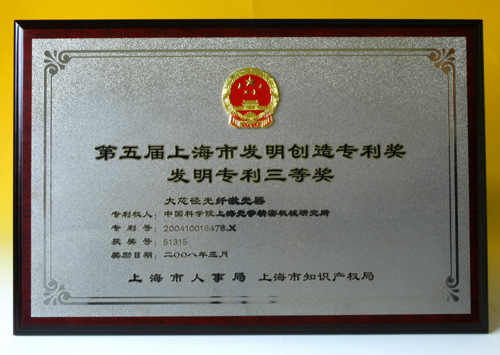 第五届上海市发明创造专利奖
发明专利三等奖
大芯径光纤激光器
专利权人：中国科学院上海光学精密机械研究所
专 利 号：200410016478.X
获 奖 号：S1315
奖励日期：二〇〇八年三月
上海市人事局 上海市知识产权局